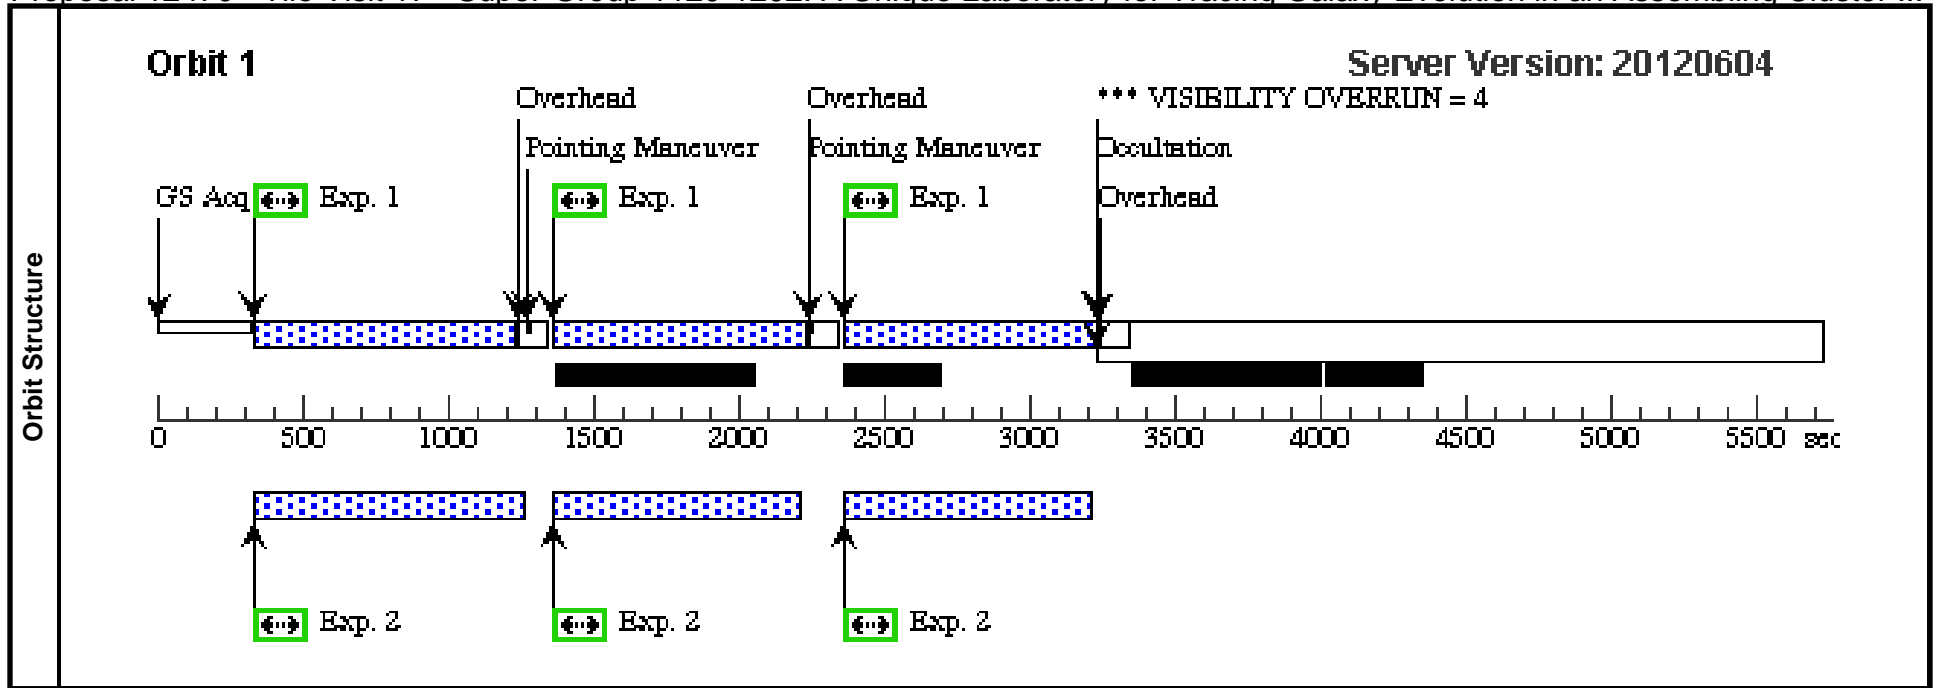 Orbit Structure
Orbit 1
Server Version: 20120604
Overhead
Overhead
*** VISIBILITY OVERRUN = 4
Pointing Maneuver
Pointing Maneuver
Occultation
GS Acq
Exp. 1
Exp. 1
Exp. 1
Overhead
0 500 1000 1500 2000 2500 3000 3500 4000 4500 5000 5500 sec
Exp. 2
Exp. 2
Exp. 2